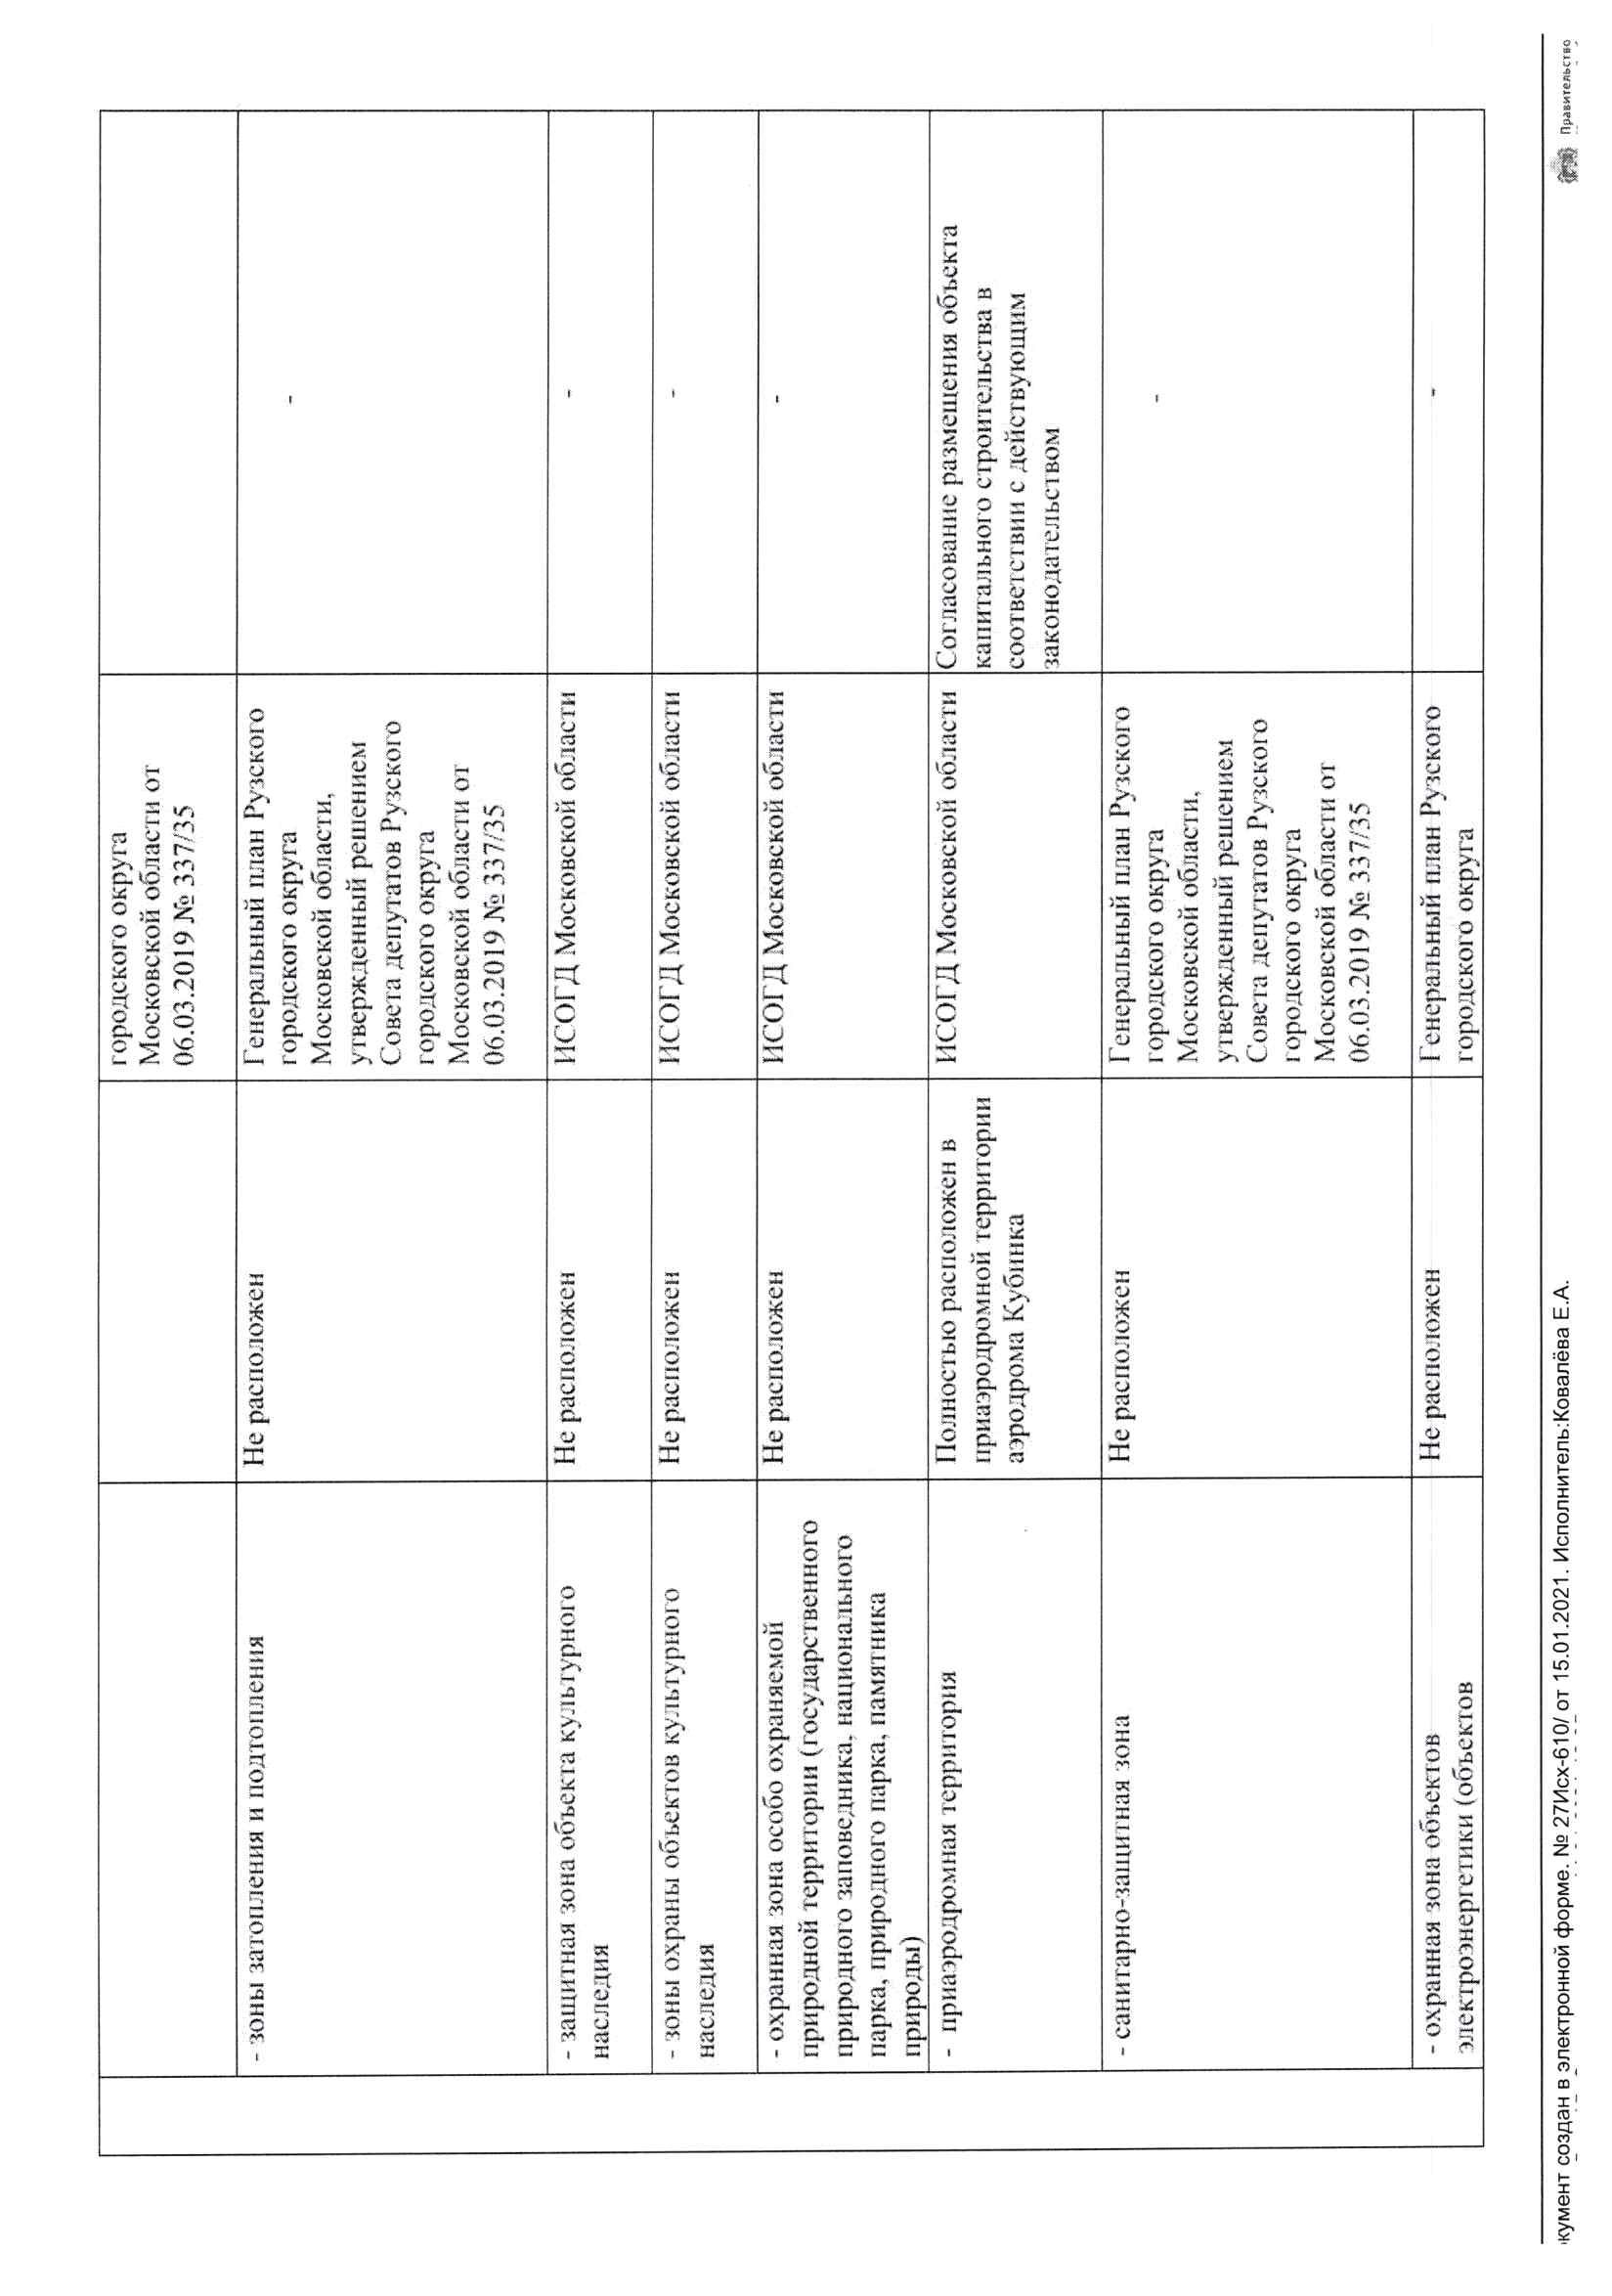 городского округа
Московской области от
06.03.2019 № 337/35
- зоны затопления и подтопления
Не расположен
Генеральный план Рузского
городского округа
Московской области,
утвержденный решением
Совета депутатов Рузского
городского округа
Московской области от
06.03.2019 № 337/35
-
- защитная зона объекта культурного
наследия
Не расположен
ИСОГД Московской области
-
- зоны охраны объектов культурного
наследия
Не расположен
ИСОГД Московской области
-
- охранная зона особо охраняемой
природной территории (государственного
природного заповедника, национального
парка, природного парка, памятника
природы)
Не расположен
ИСОГД Московской области
-
- приаэродромная территория
Полностью расположен в
приаэродромной территории
аэродрома Кубинка
ИСОГД Московской области
Согласование размещения объекта
капитального строительства в
соответствии с действующим
законодательством
- санитарно-защитная зона
Не расположен
Генеральный план Рузского
городского округа
Московской области,
утвержденный решением
Совета депутатов Рузского
городского округа
Московской области от
06.03.2019 № 337/35
-
- охранная зона объектов
электроэнергетики (объектов
Не расположен
Генеральный план Рузского
городского округа
-
кумент создан в электронной форме. № 27Исх-610/ от 15.01.2021. Исполнитель:Ковалёва Е.А.
Правительство